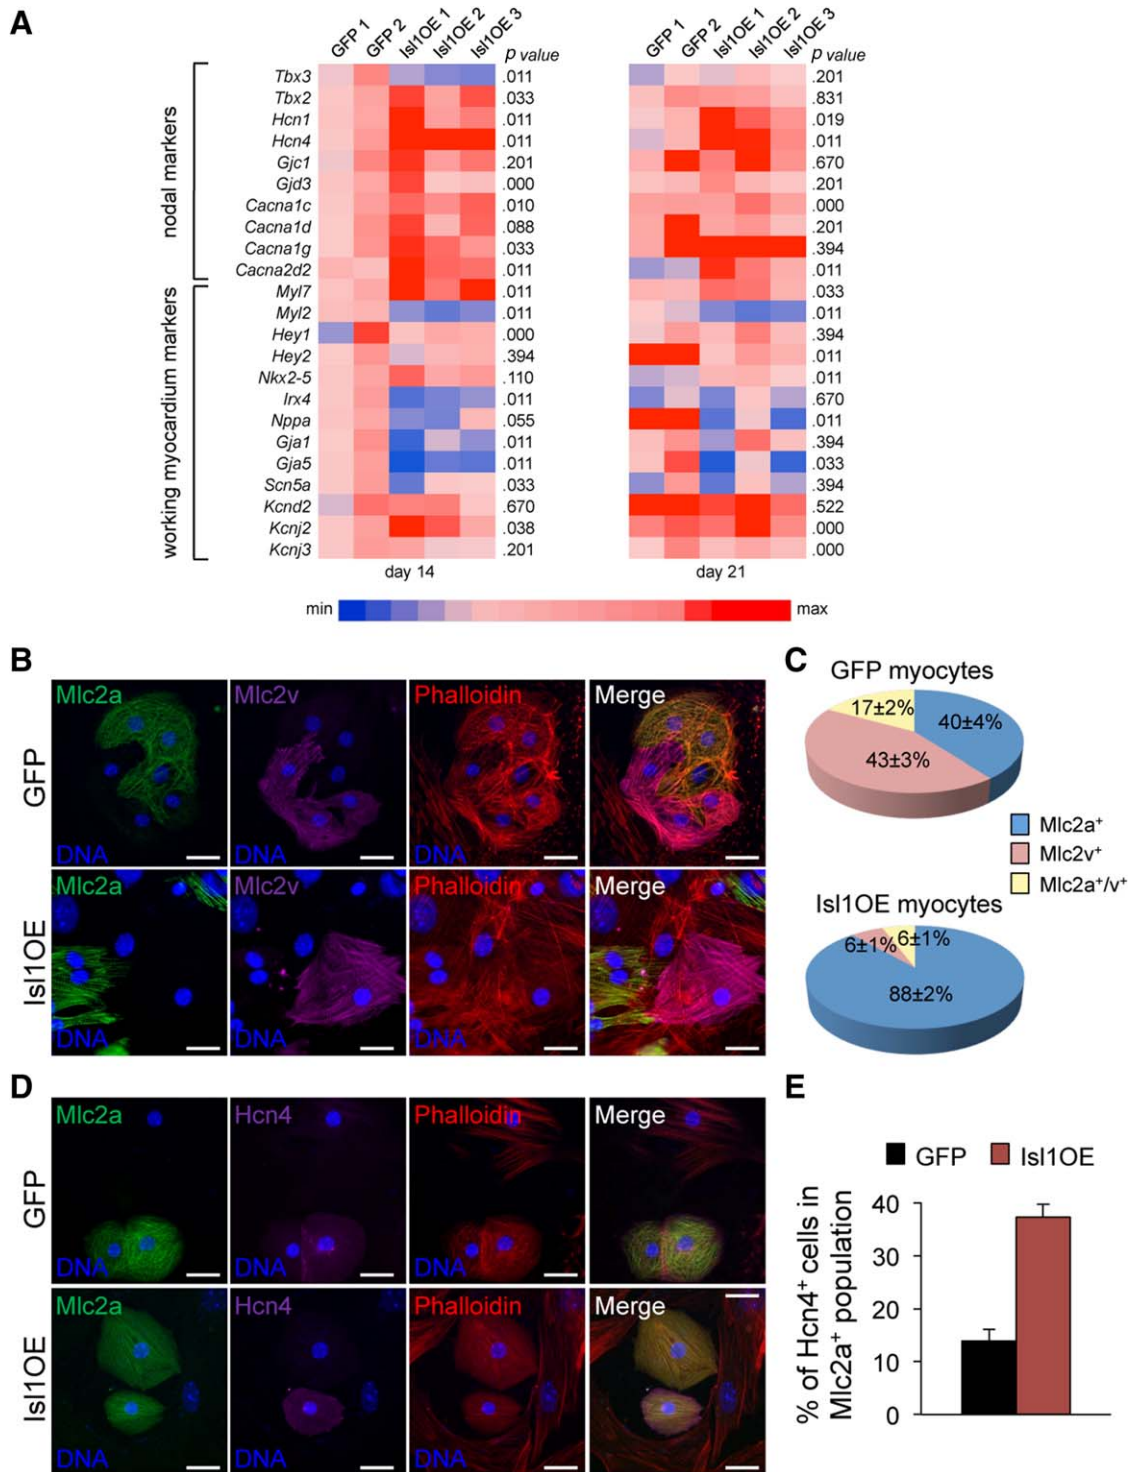 A
GFP 1 GFP 2 Isl1OE 1 Isl1OE 2 Isl1OE 3 p value GFP 1 GFP 2 Isl1OE 1 Isl1OE 2 Isl1OE 3 p value
nodal markers
Tbx3 .011 .201
Tbx2 .033 .831
Hcn1 .011 .019
Hcn4 .011 .011
Gjc1 .201 .670
Gjd3 .000 .201
Cacna1c .010 .000
Cacna1d .088 .201
Cacna1g .033 .394
Cacna2d2 .011 .011
working myocardium markers
Myl7 .011 .033
Myl2 .011 .011
Hey1 .000 .394
Hey2 .394 .011
Nkx2-5 .110 .011
Irx4 .011 .670
Nppa .055 .011
Gja1 .011 .394
Gja5 .011 .033
Scn5a .033 .394
Kcnd2 .670 .522
Kcnj2 .038 .000
Kcnj3 .201 .000
day 14 day 21
min max
B
GFP
Mlc2a Mlc2v Phalloidin Merge
DNA DNA DNA
Isl1OE
Mlc2a Mlc2v Phalloidin Merge
DNA DNA DNA
C
GFP myocytes
17±2% 40±4%
43±3%
Mlc2a+
Mlc2v+
Mlc2a+/v+
Isl1OE myocytes
6±1% 6±1%
88±2%
D
GFP
Mlc2a Hcn4 Phalloidin Merge
DNA DNA DNA
Isl1OE
Mlc2a Hcn4 Phalloidin Merge
DNA DNA DNA
E
GFP Isl1OE
% of Hcn4+ cells in
Mlc2a+ population
40
30
20
10
0